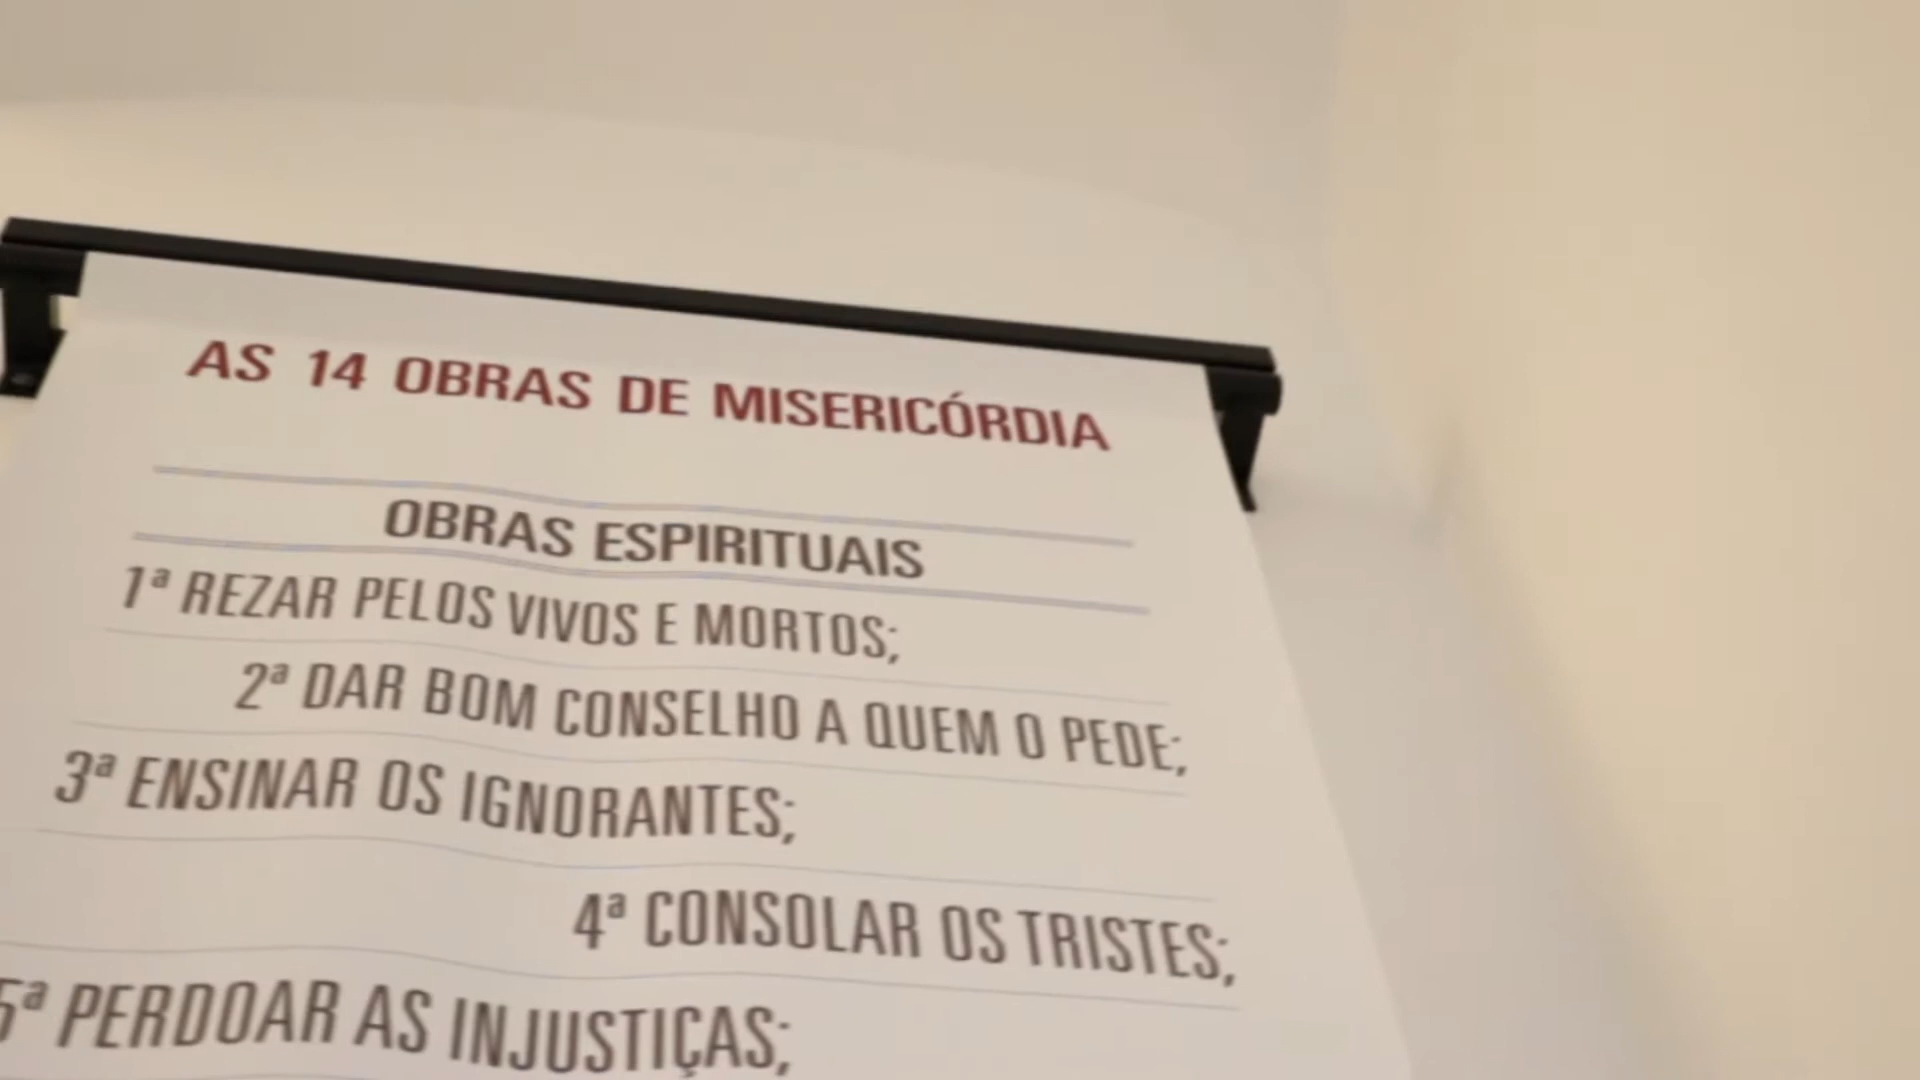 AS 14 OBRAS DE MISERICÓRDIA
OBRAS ESPIRITUAIS
1ª REZAR PELOS VIVOS E MORTOS;
2ª DAR BOM CONSELHO A QUEM O PEDE;
3ª ENSINAR OS IGNORANTES;
4ª CONSOLAR OS TRISTES;
5ª PERDOAR AS INJUSTIÇAS;